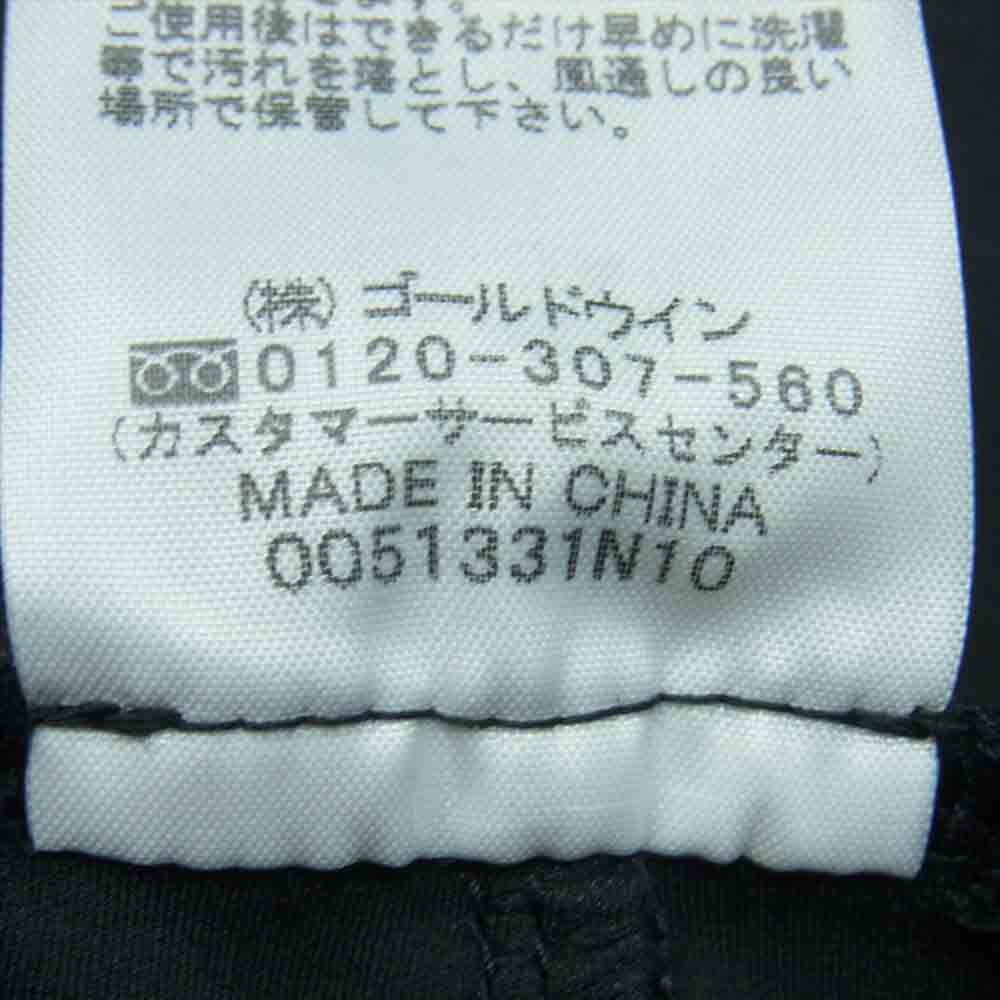 ます。
ご使用後はできるだけ早めに洗濯
等で汚れを落とし、風通しの良い
場所で保管して下さい。
(株)ゴールドウイン
0120-307-560
(カスタマーサービスセンター)
MADE IN CHINA
0051331N10